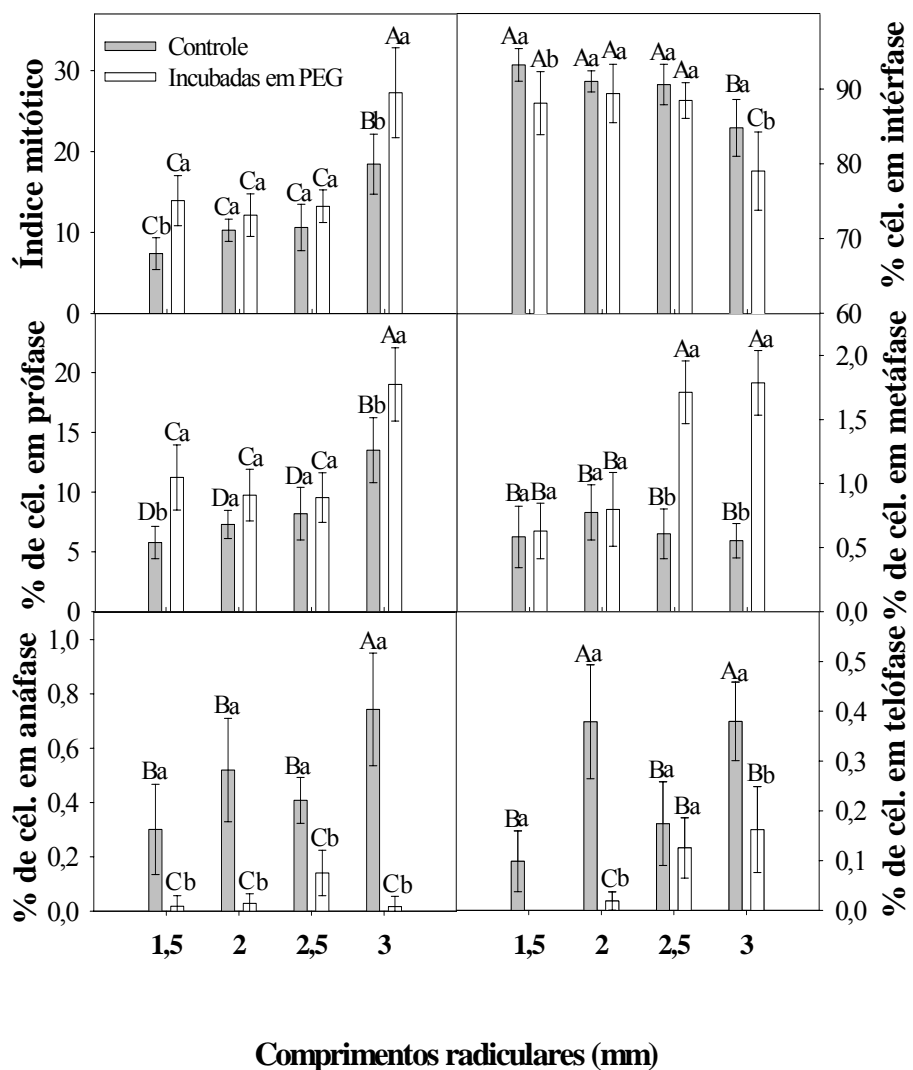 Controle
Incubadas em PEG
Índice mitótico
30
20
10
0
Cb Ca Ca Ca Ca Ca Bb Aa
% cél. em intérfase
90
80
70
60
Aa Ab Aa Aa Aa Aa Ba Cb
% de cél. em prófase
20
15
10
5
0
Db Ca Da Ca Da Ca Bb Aa
% de cél. em metáfase
2,0
1,5
1,0
0,5
0,0
Ba Ba Ba Ba Bb Aa Bb Aa
% de cél. em anáfase
1,0
0,8
0,6
0,4
0,2
0,0
Ba Cb Ba Cb Ba Cb Aa Cb
% de cél. em telófase
0,5
0,4
0,3
0,2
0,1
0,0
Ba Aa Cb Ba Ba Aa Bb
1,5 2 2,5 3
1,5 2 2,5 3
Comprimentos radiculares (mm)